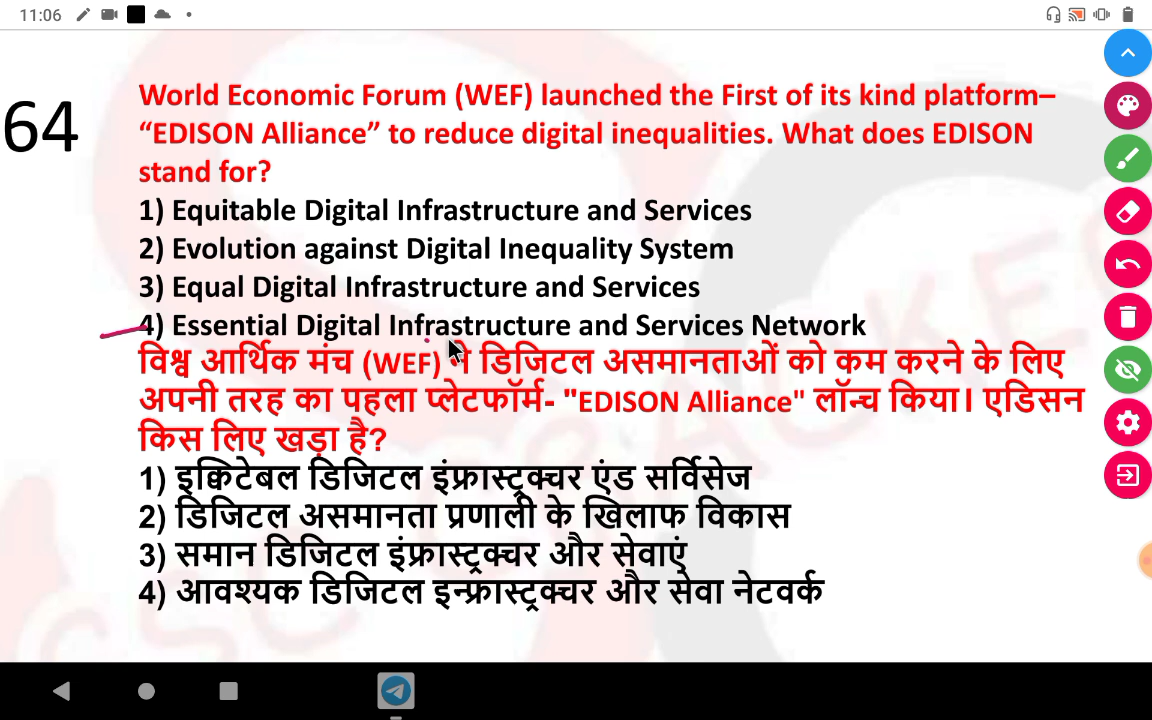 11:06
64
World Economic Forum (WEF) launched the First of its kind platform–
“EDISON Alliance” to reduce digital inequalities. What does EDISON
stand for?
1) Equitable Digital Infrastructure and Services
2) Evolution against Digital Inequality System
3) Equal Digital Infrastructure and Services
4) Essential Digital Infrastructure and Services Network
विश्व आर्थिक मंच (WEF) ने डिजिटल असमानताओं को कम करने के लिए
अपनी तरह का पहला प्लेटफॉर्म- "EDISON Alliance" लॉन्च किया। एडिसन
किस लिए खड़ा है?
1) इक्विटेबल डिजिटल इंफ्रास्ट्रक्चर एंड सर्विसेज
2) डिजिटल असमानता प्रणाली के खिलाफ विकास
3) समान डिजिटल इंफ्रास्ट्रक्चर और सेवाएं
4) आवश्यक डिजिटल इन्फ्रास्ट्रक्चर और सेवा नेटवर्क